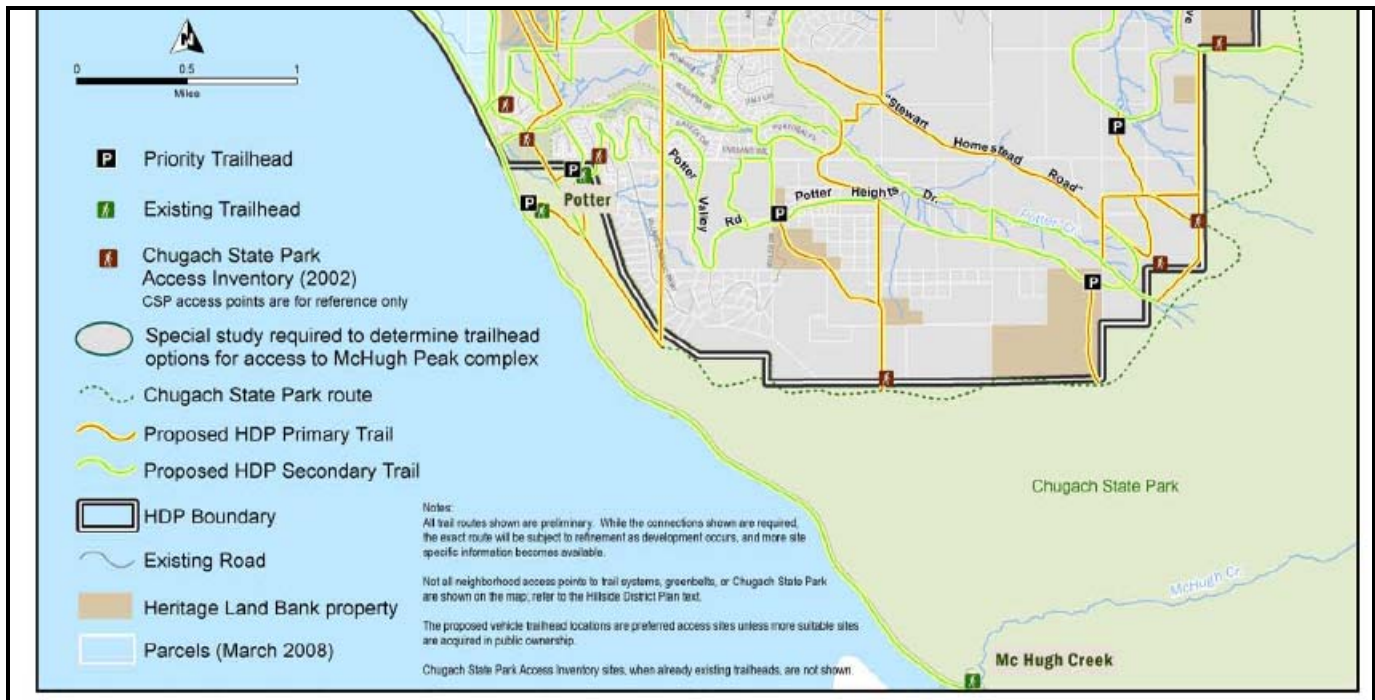 N
0 0.5 1
Miles
P Priority Trailhead
Existing Trailhead
Chugach State Park
Access Inventory (2002)
CSP access points are for reference only
Special study required to determine trailhead
options for access to McHugh Peak complex
Chugach State Park route
Proposed HDP Primary Trail
Proposed HDP Secondary Trail
HDP Boundary
Existing Road
Heritage Land Bank property
Parcels (March 2008)
Notes:
All trail routes shown are preliminary. While the connections shown are required,
the exact route will be subject to refinement as development occurs, and more site
specific information becomes available.
Not all neighborhood access points to trail systems, greenbelts, or Chugach State Park
are shown on the map; refer to the Hillside District Plan text.
The proposed vehicle trailhead locations are preferred access sites unless more suitable sites
are acquired in public ownership.
Chugach State Park Access Inventory sites, when already existing trailheads, are not shown.
P
P
Potter
Potter
Valley
Rd
P
Potter Heights Dr.
"Stewart
Homestead
Road"
Potter Cr
P
P
Chugach State Park
McHugh Cr
Mc Hugh Creek